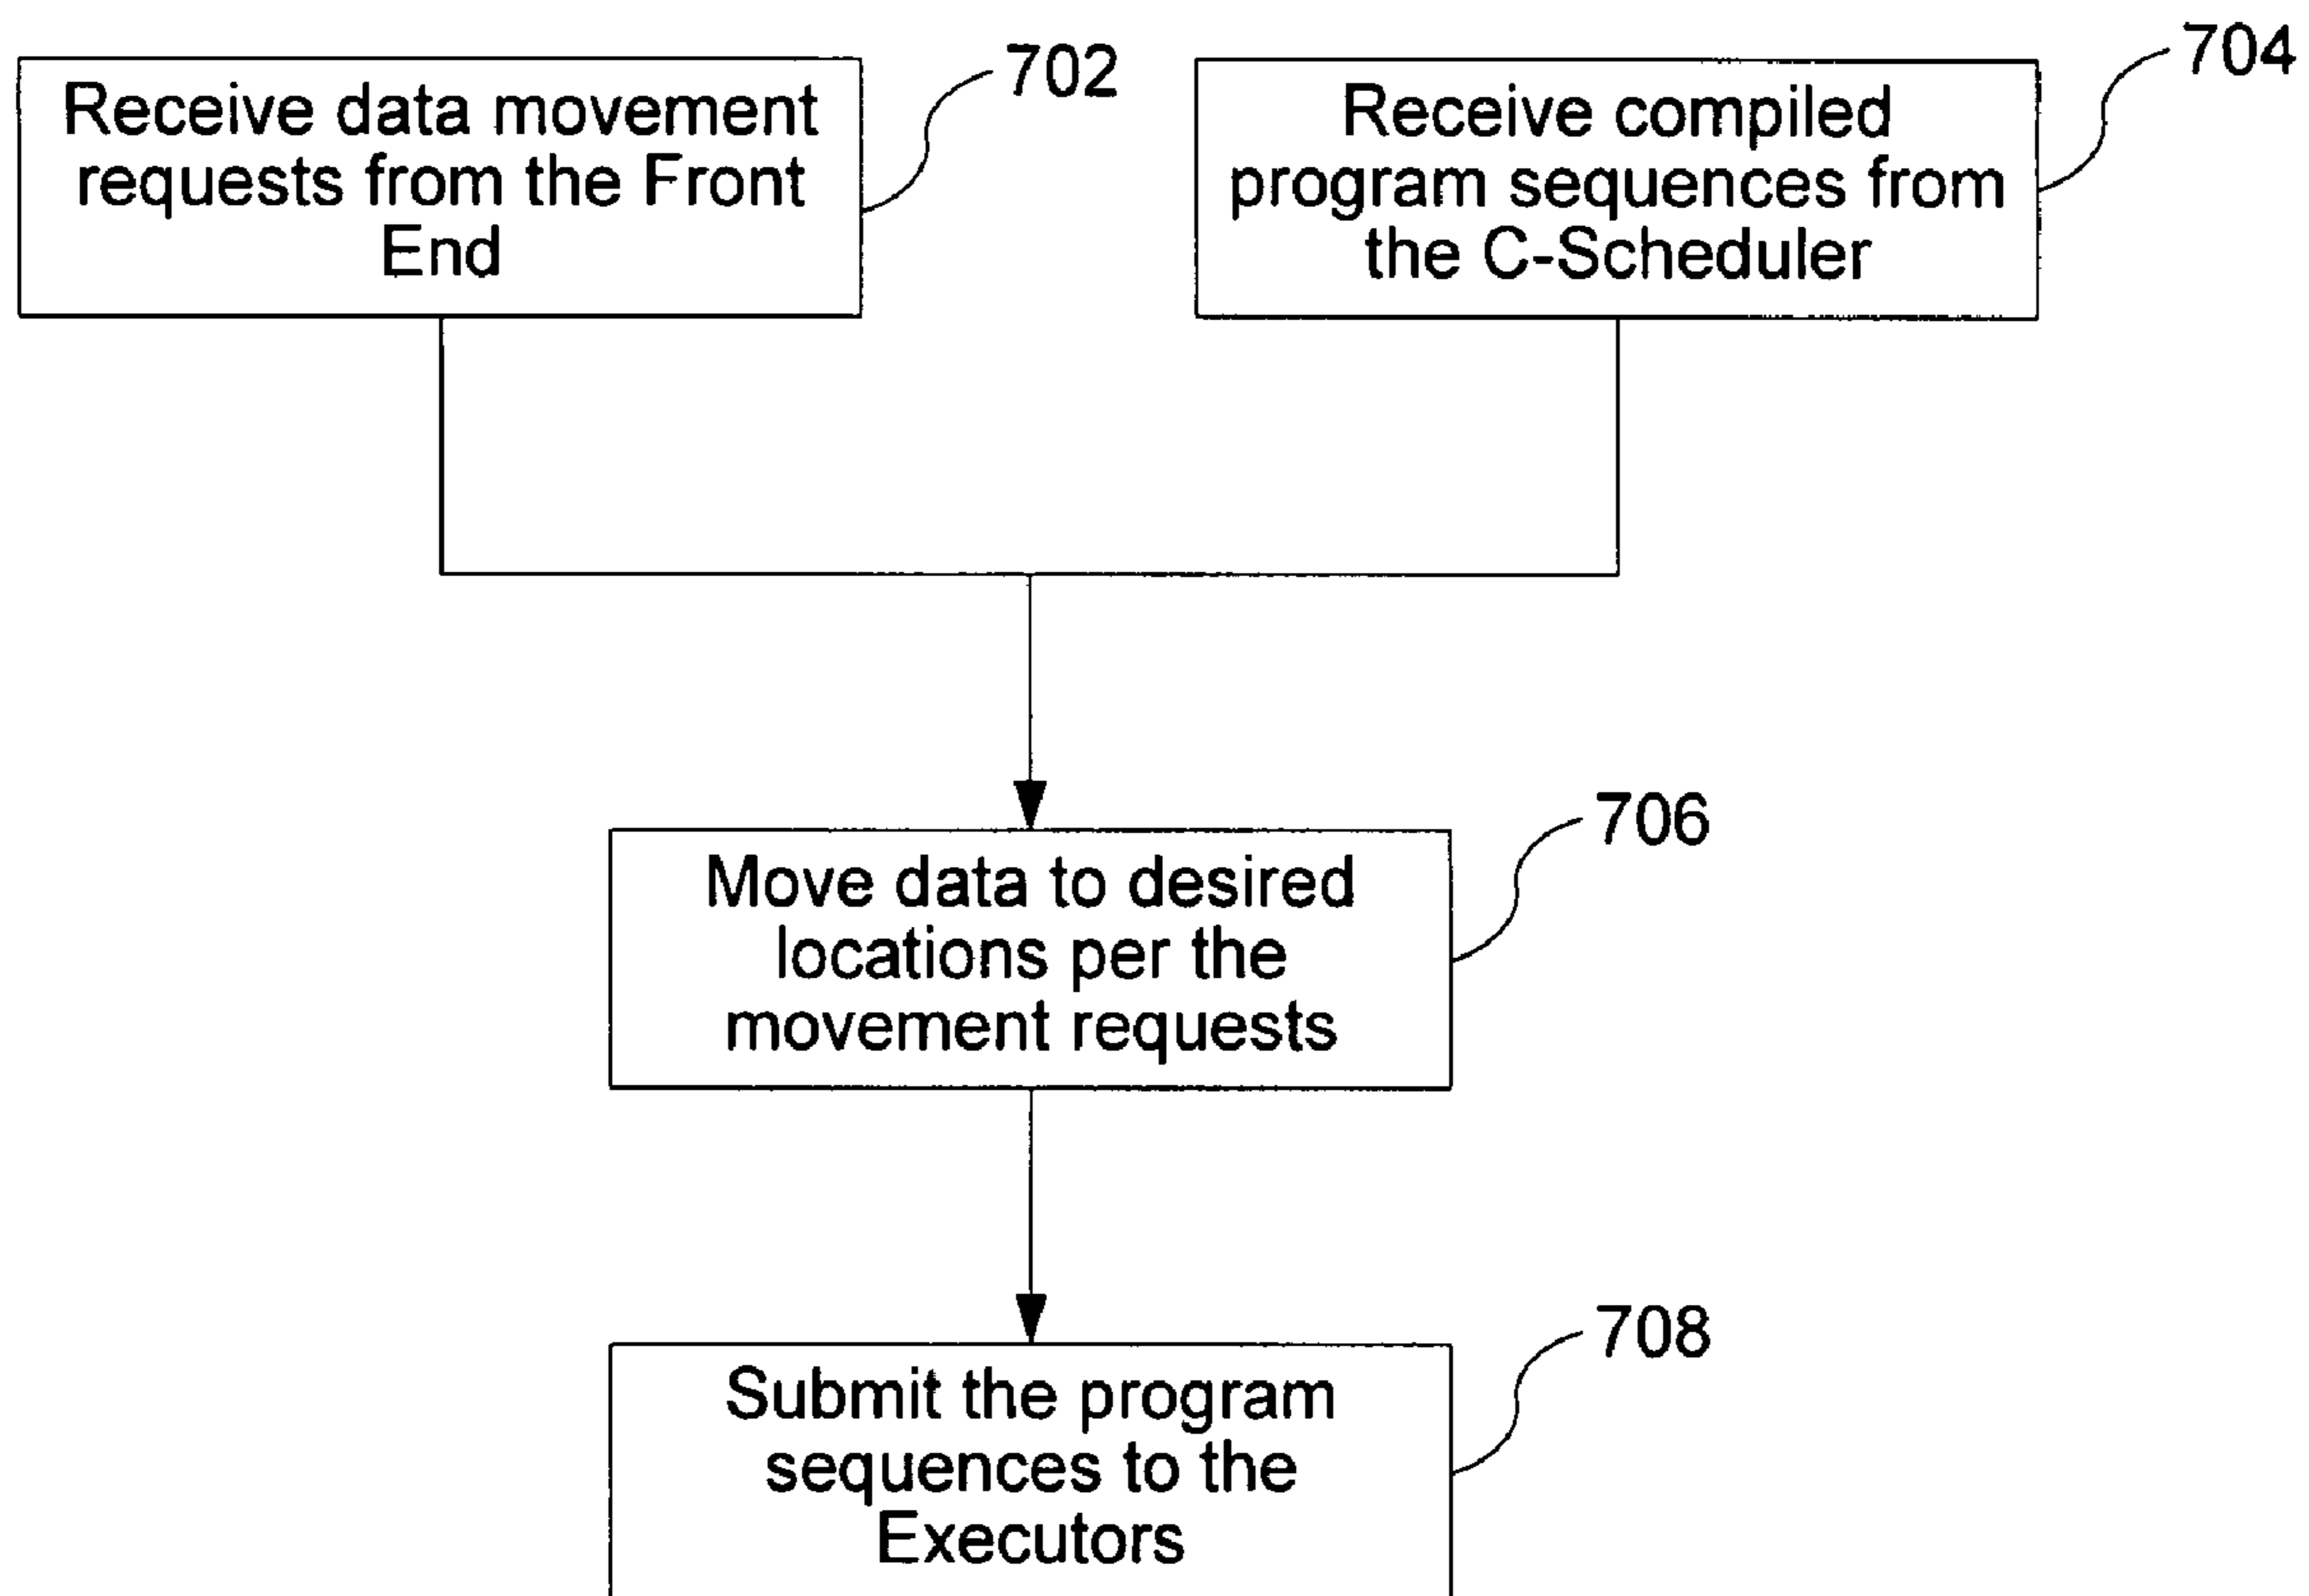 Receive data movement
requests from the Front
End
702
Receive compiled
program sequences from
the C-Scheduler
704
Move data to desired
locations per the
movement requests
706
Submit the program
sequences to the
Executors
708